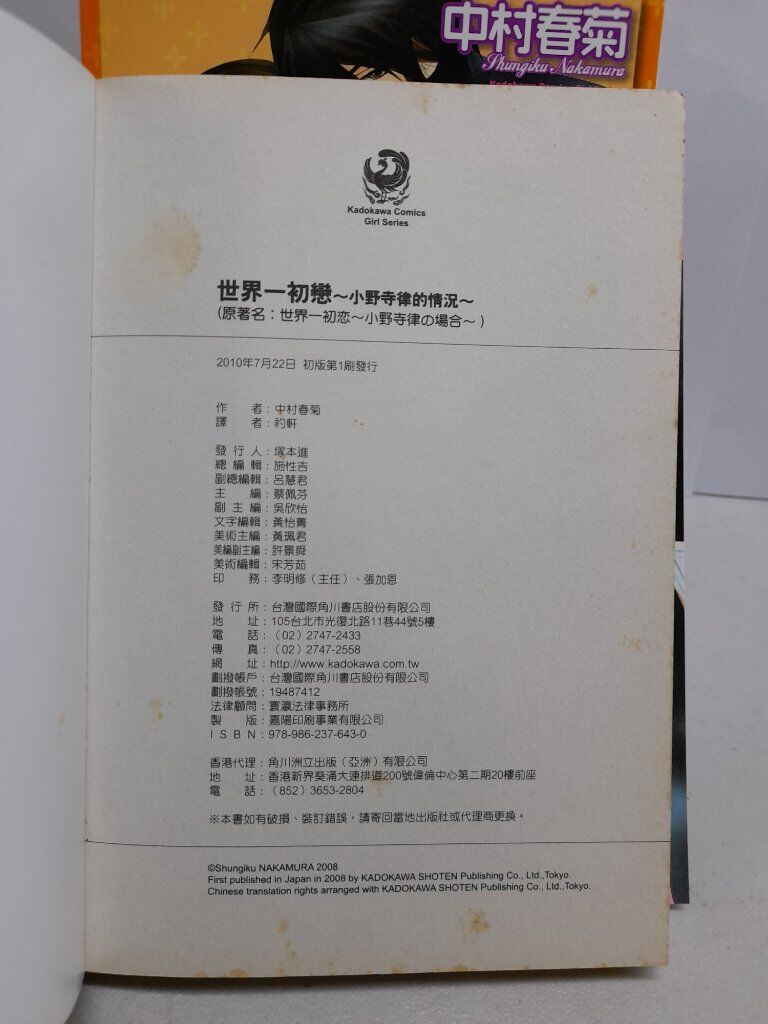 中村春菊
Shungiku Nakamura
Kadokawa Comics
Girl Series
世界一初戀～小野寺律的情況～
(原著名：世界一初恋～小野寺律の場合～)
2010年7月22日 初版第1刷發行
作 者：中村春菊
譯 者：礿軒
發 行 人：塚本進
總 編 輯：施性吉
副總編輯：呂慧君
主 編：蔡佩芬
副 主 編：吳欣怡
文字編輯：黃怡菁
美術主編：黃珮君
美編副主編：許景舜
美術編輯：宋芳茹
印 務：李明修（主任）、張加恩
發 行 所：台灣國際角川書店股份有限公司
地 址：105台北市光復北路11巷44號5樓
電 話：(02) 2747-2433
傳 真：(02) 2747-2558
網 址：http://www.kadokawa.com.tw
劃撥帳戶：台灣國際角川書店股份有限公司
劃撥帳號：19487412
法律顧問：寰瀛法律事務所
製 版：嘉陽印刷事業有限公司
I S B N：978-986-237-643-0
香港代理：角川洲立出版（亞洲）有限公司
地 址：香港新界葵涌大連排道200號偉倫中心第二期20樓前座
電 話：(852) 3653-2804
※本書如有破損、裝訂錯誤，請寄回當地出版社或代理商更換。
©Shungiku NAKAMURA 2008
First published in Japan in 2008 by KADOKAWA SHOTEN Publishing Co., Ltd.,Tokyo.
Chinese translation rights arranged with KADOKAWA SHOTEN Publishing Co., Ltd.,Tokyo.